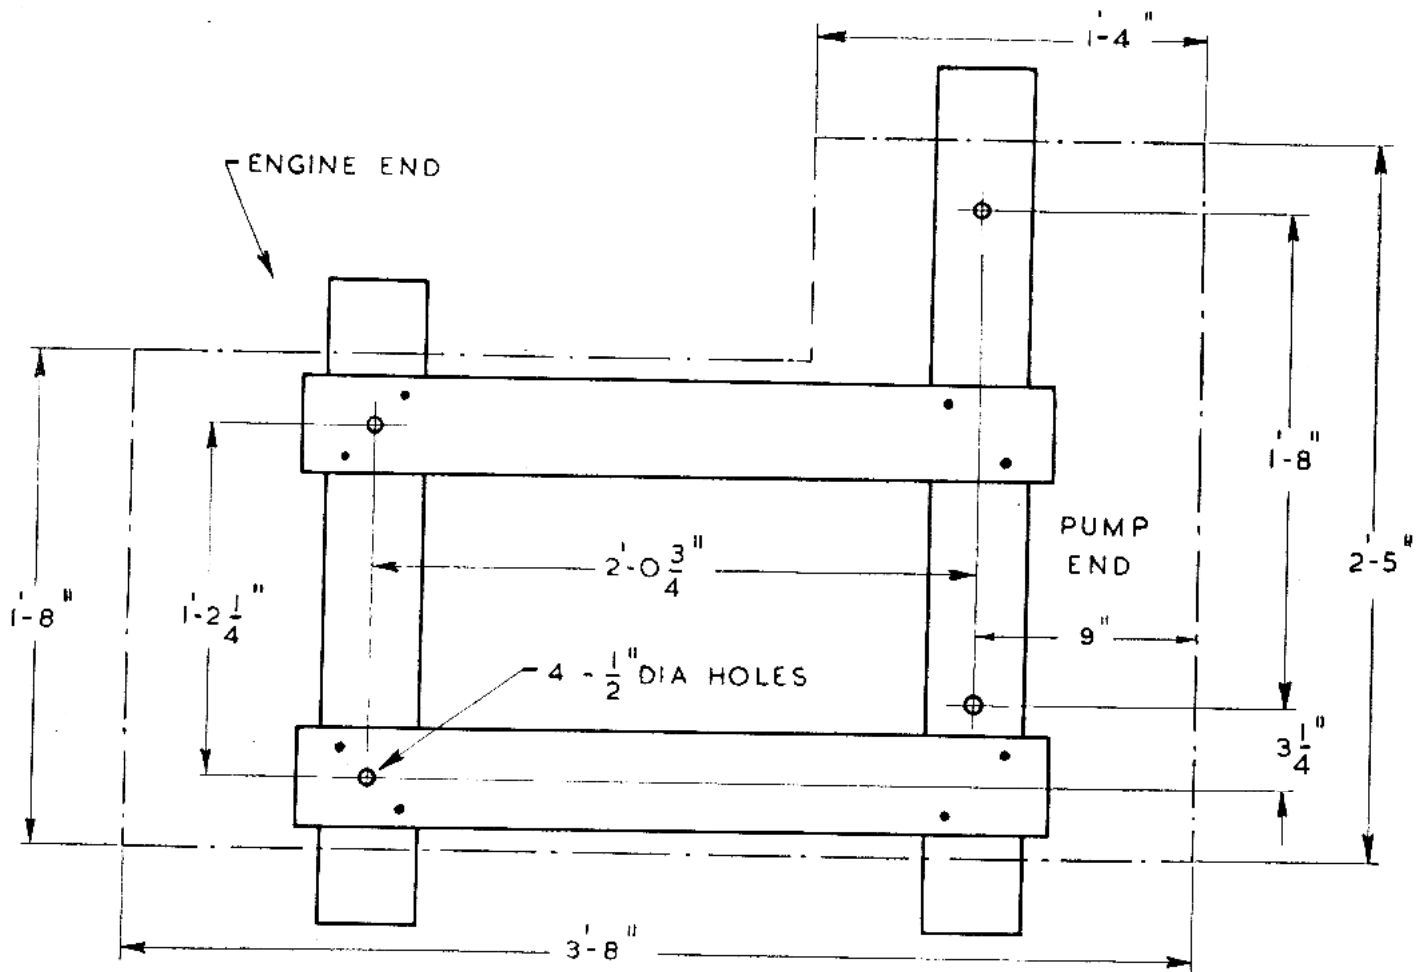 1'-4"
ENGINE END
1'-8"
2'-5"
PUMP
END
2'-0 3/4"
1'-8"
1'-2 1/4"
9"
4 - 1/2" DIA HOLES
3 1/4"
3'-8"